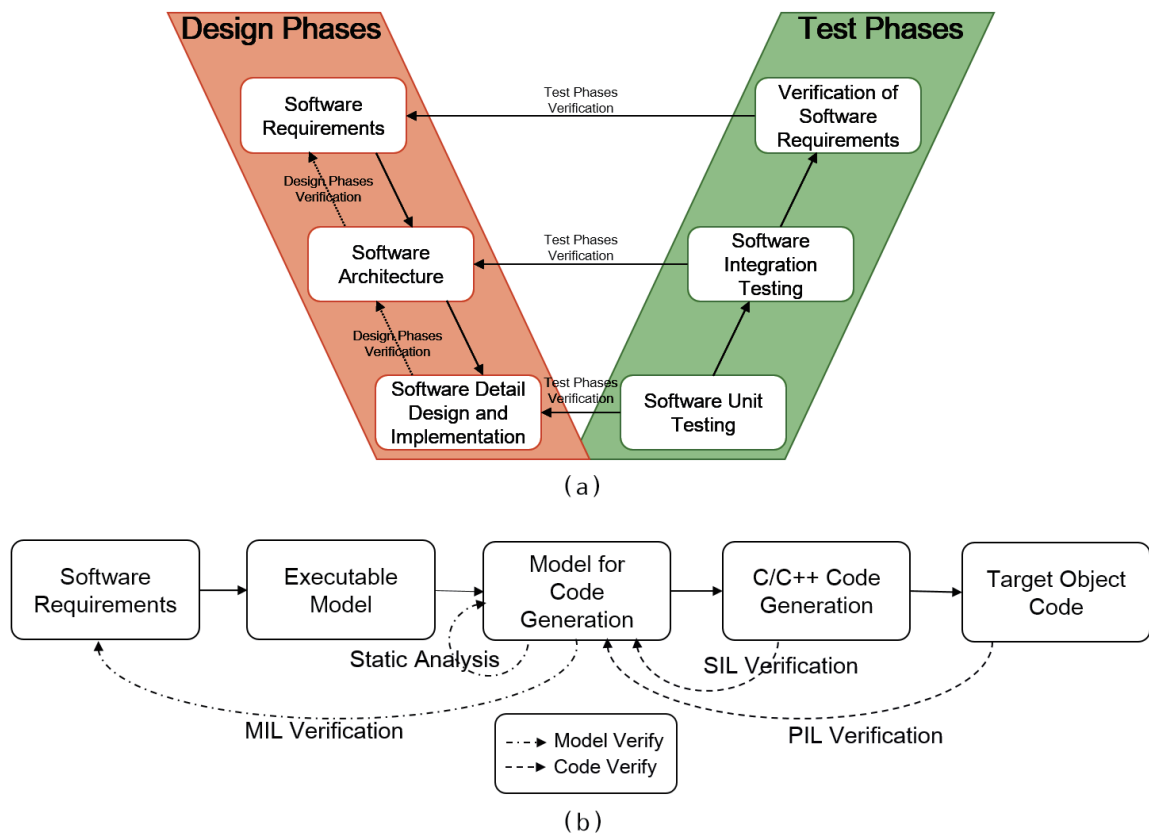 Design Phases
Test Phases
Software
Requirements
Test Phases
Verification
Verification of
Software
Requirements
Design Phases
Verification
Software
Architecture
Test Phases
Verification
Software
Integration
Testing
Design Phases
Verification
Software Detail
Design and
Implementation
Test Phases
Verification
Software Unit
Testing
(a)
Software
Requirements
Executable
Model
Model for
Code
Generation
C/C++ Code
Generation
Target Object
Code
Static Analysis
SIL Verification
MIL Verification
PIL Verification
Model Verify
Code Verify
(b)